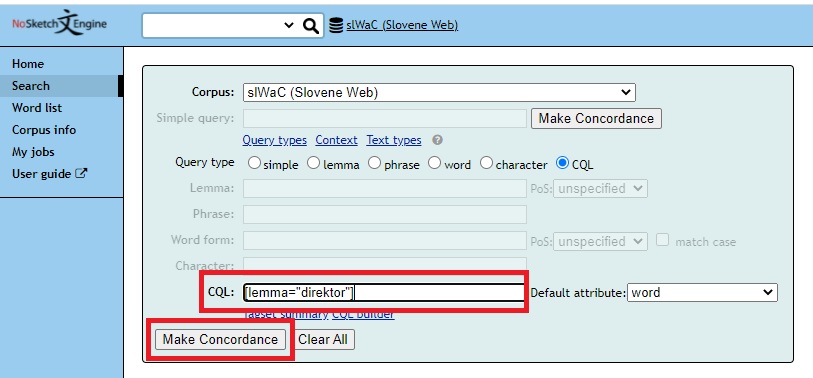 NoSketch Engine
slWaC (Slovene Web)
Home
Search
Word list
Corpus info
My jobs
User guide
Corpus: slWaC (Slovene Web)
Simple query: Make Concordance
Query types Context Text types ?
Query type simple lemma phrase word character CQL
Lemma: PoS: unspecified
Phrase:
Word form: PoS: unspecified match case
Character:
CQL: [lemma="direktor"] Default attribute: word
Tagset summary CQL builder
Make Concordance Clear All